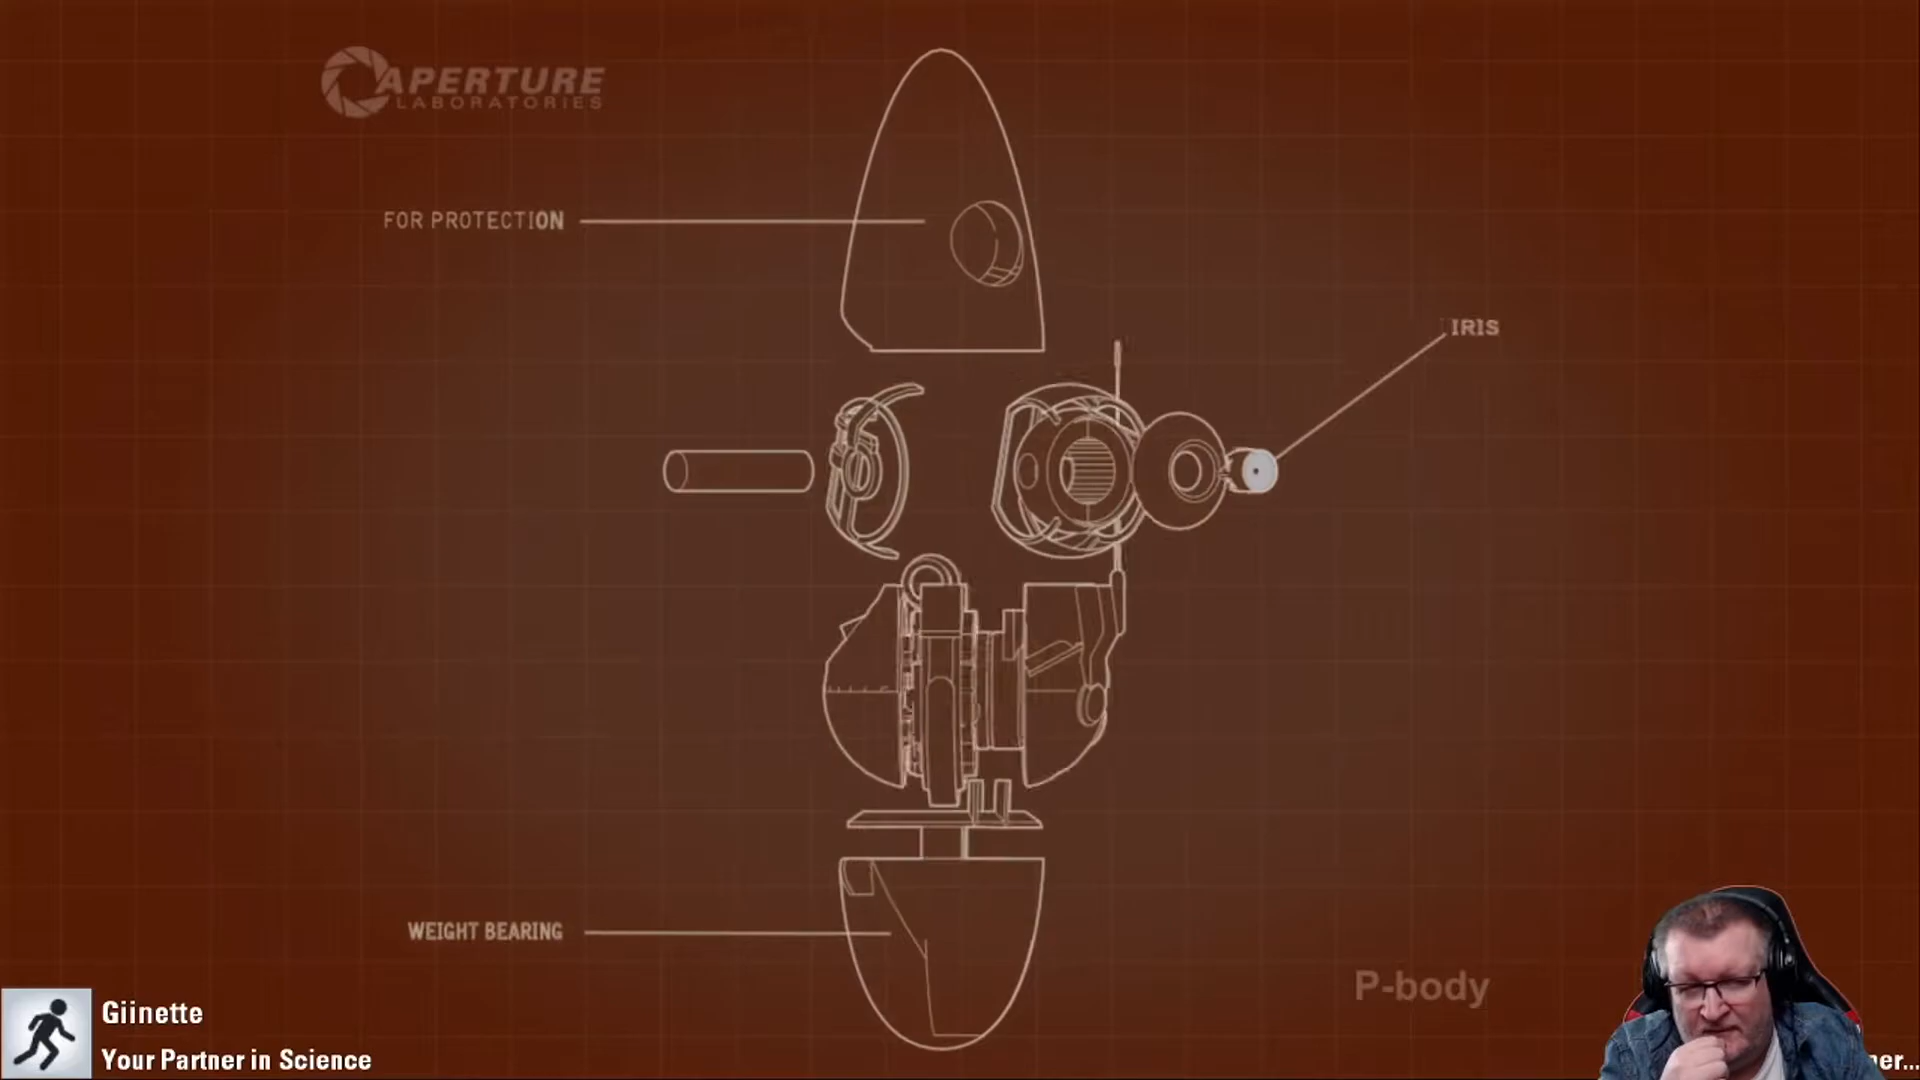 APERTURE
LABORATORIES
FOR PROTECTION
IRIS
WEIGHT BEARING
P-body
Giinette
Your Partner in Science